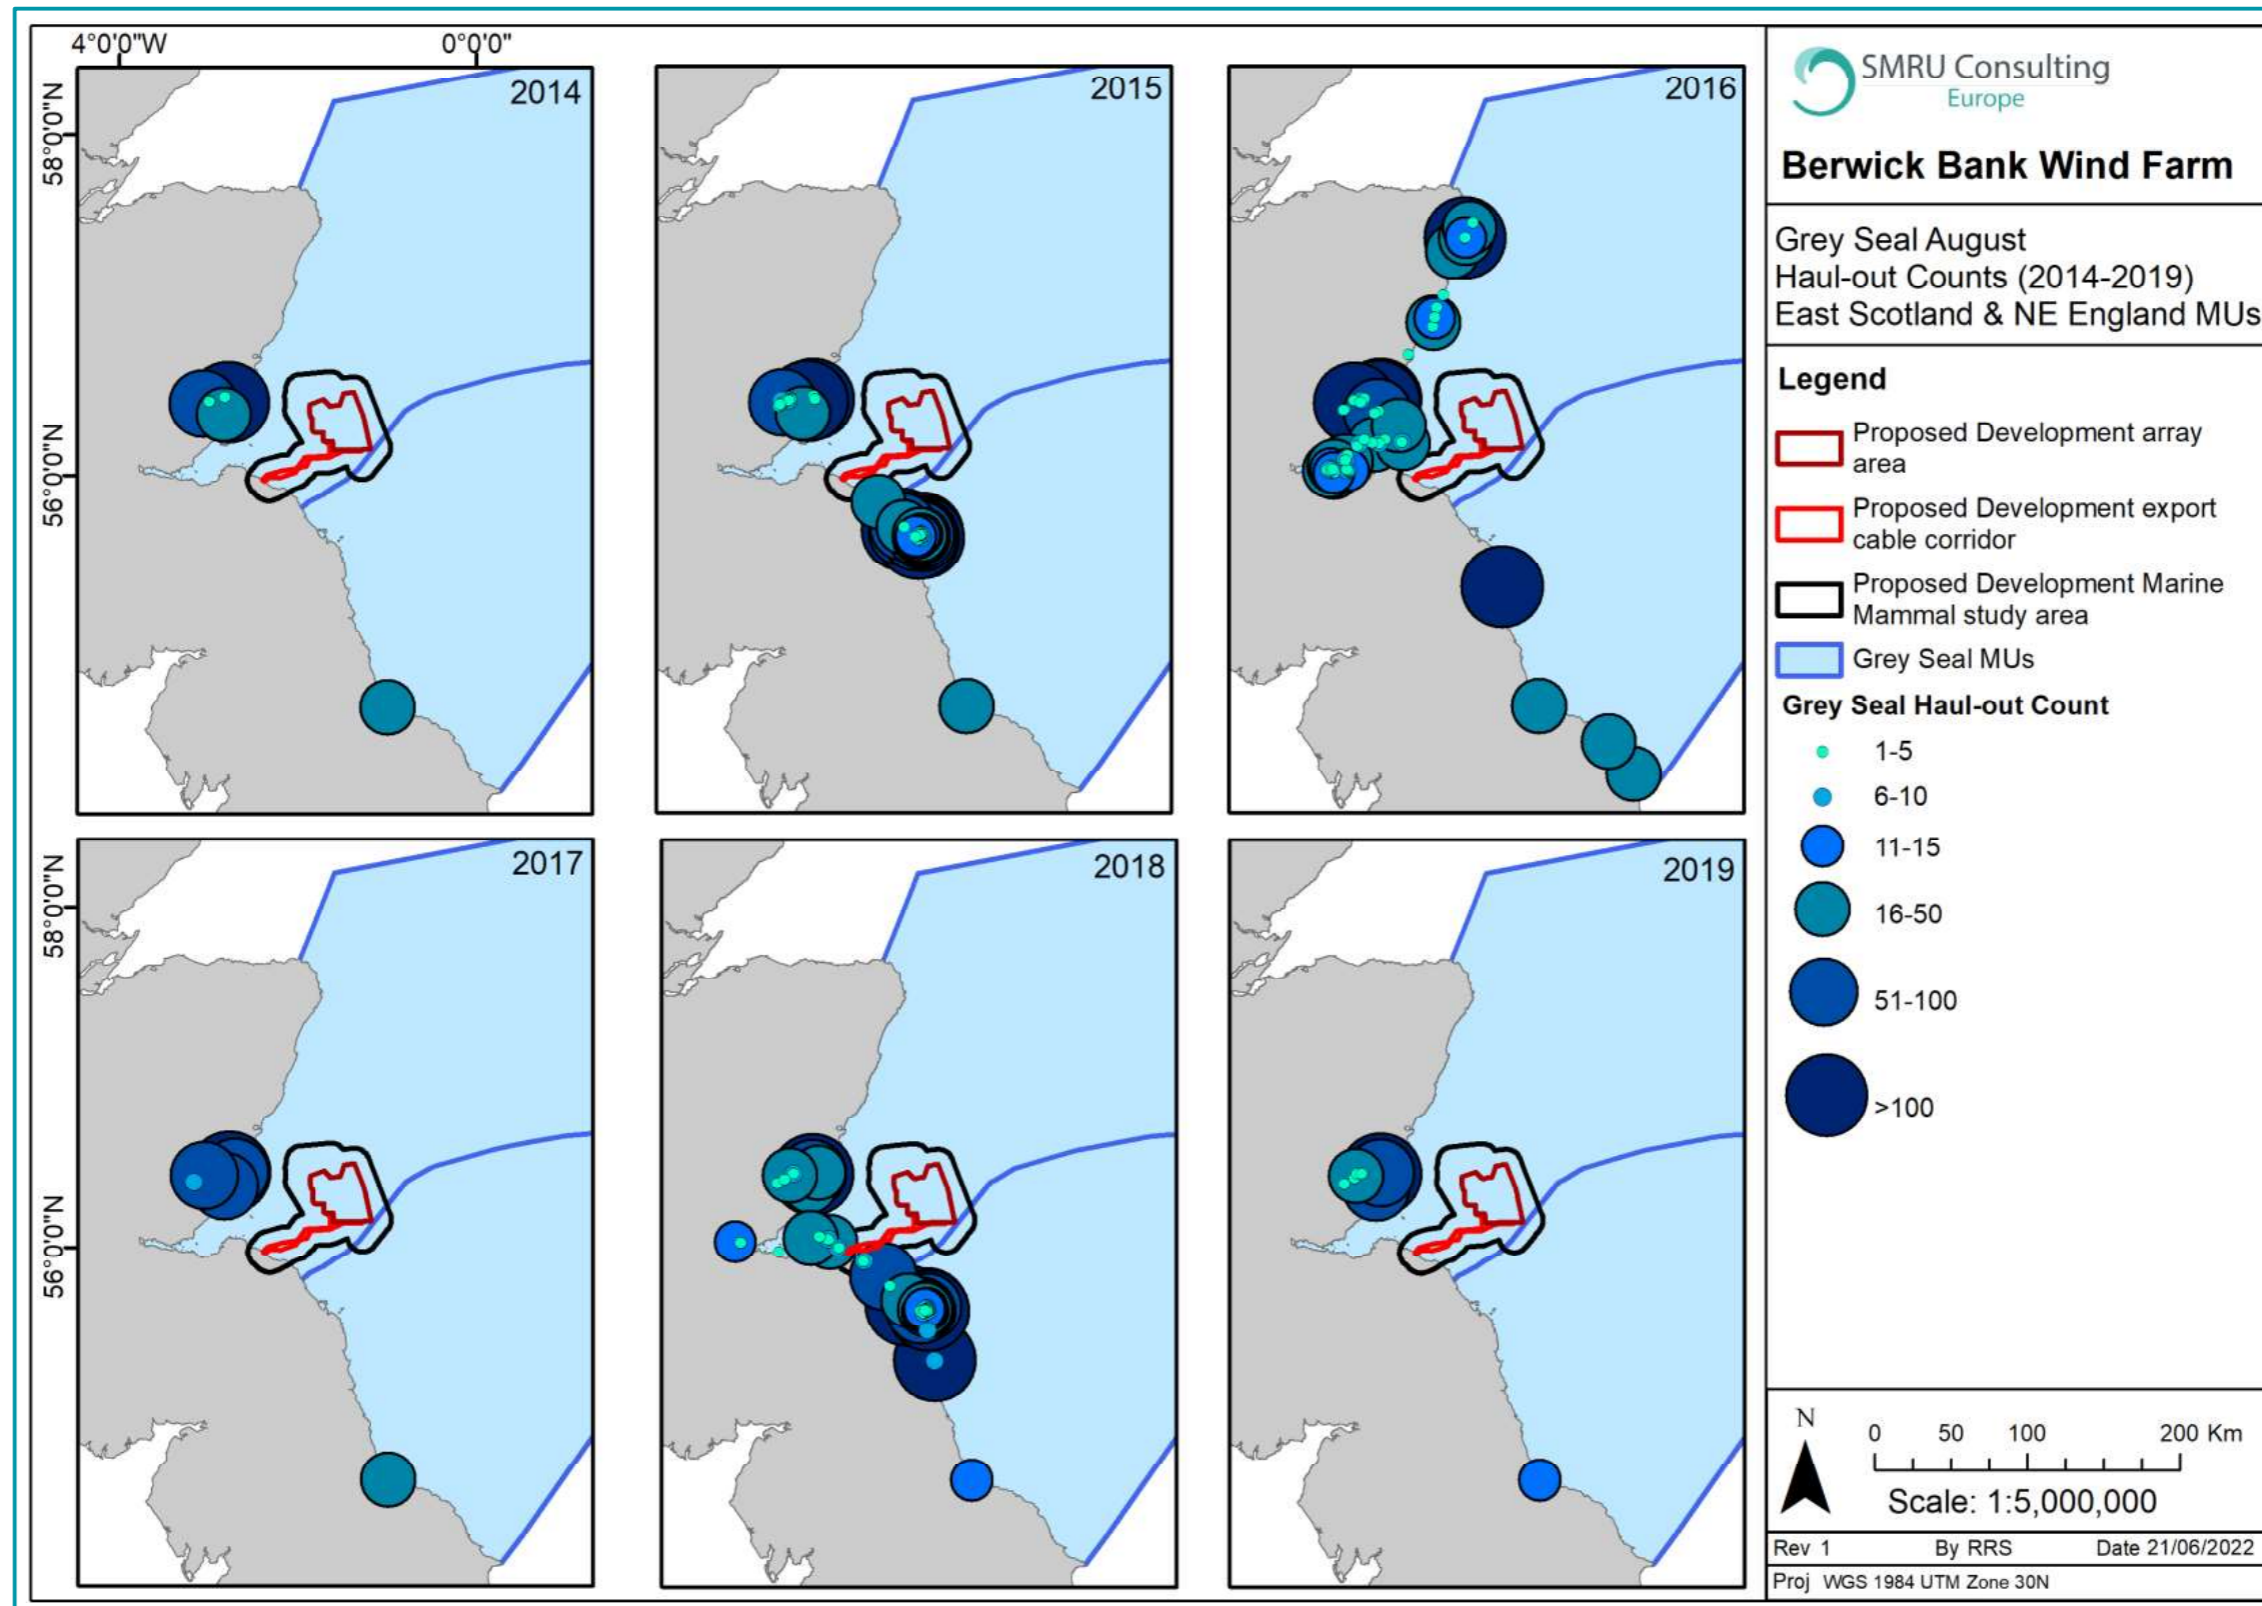 4°0'0"W
0°0'0"
58°0'0"N
56°0'0"N
2014
2015
2016
58°0'0"N
56°0'0"N
2017
2018
2019
SMRU Consulting
Europe
Berwick Bank Wind Farm
Grey Seal August
Haul-out Counts (2014-2019)
East Scotland & NE England MUs
Legend
Proposed Development array
area
Proposed Development export
cable corridor
Proposed Development Marine
Mammal study area
Grey Seal MUs
Grey Seal Haul-out Count
1-5
6-10
11-15
16-50
51-100
>100
N
0 50 100 200 Km
Scale: 1:5,000,000
Rev 1 By RRS Date 21/06/2022
Proj WGS 1984 UTM Zone 30N